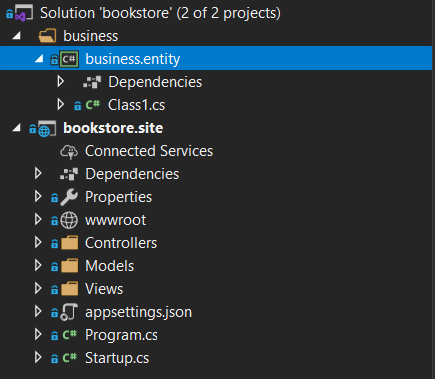 Solution 'bookstore' (2 of 2 projects)
business
C# business.entity
Dependencies
C# Class1.cs
bookstore.site
Connected Services
Dependencies
Properties
wwwroot
Controllers
Models
Views
appsettings.json
C# Program.cs
C# Startup.cs